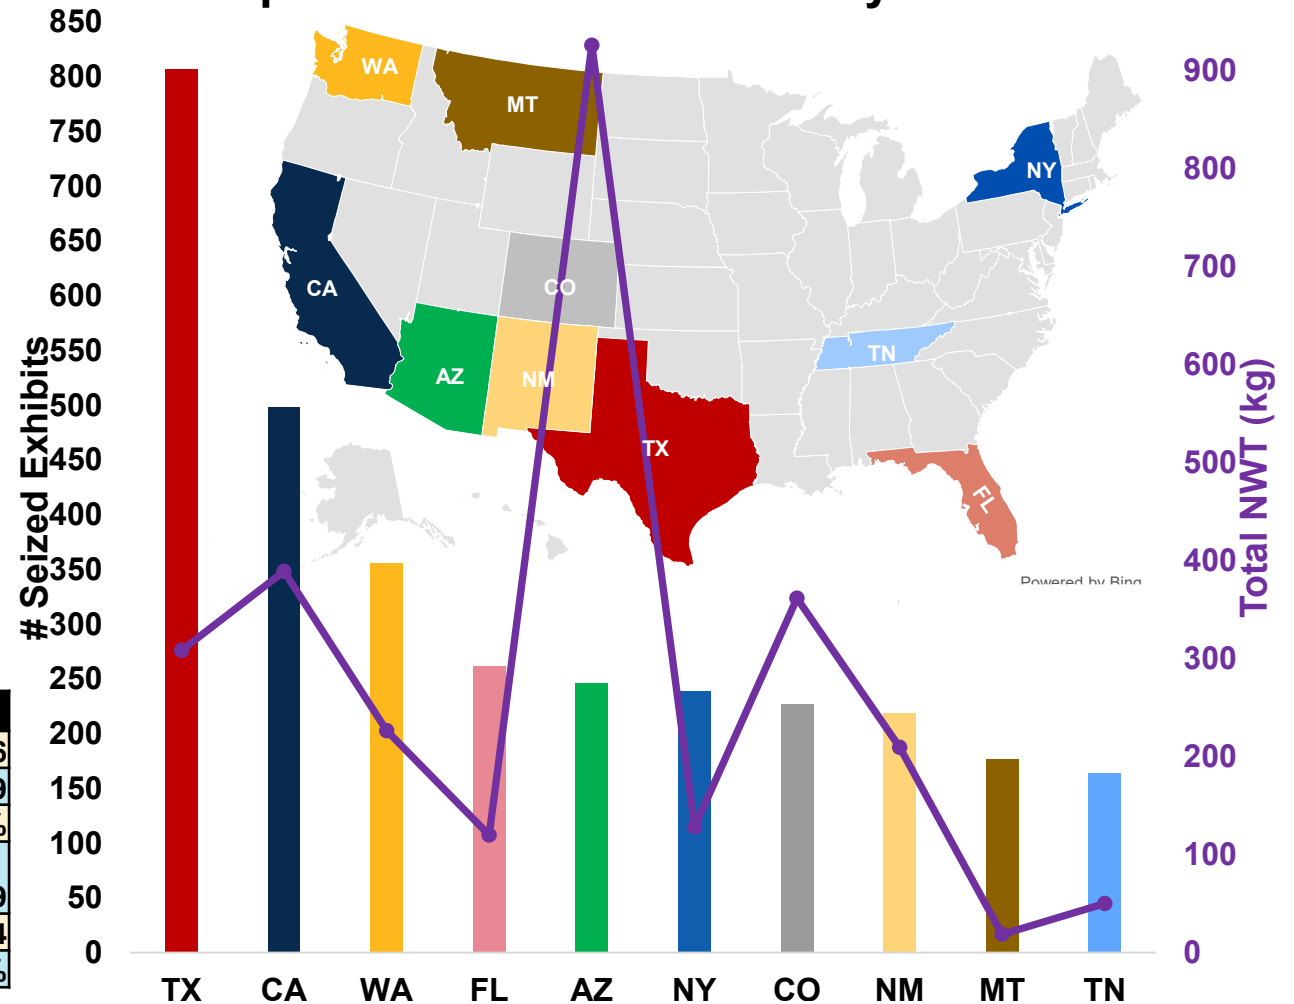 850
800
750
700
650
600
550
500
450
400
350
300
250
200
150
100
50
0
# Seized Exhibits
WA
MT
NY
CA
CO
AZ
NM
TN
TX
FL
Powered by Bing
900
800
700
600
500
400
300
200
100
0
Total NWT (kg)
TX CA WA FL AZ NY CO NM MT TN